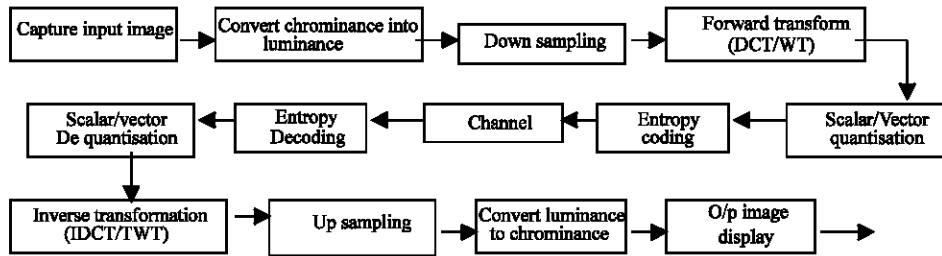 Capture input image
Convert chrominance into
luminance
Down sampling
Forward transform
(DCT/WT)
Scalar/Vector
quantisation
Entropy
coding
Channel
Entropy
Decoding
Scalar/vector
De quantisation
Inverse transformation
(IDCT/TWT)
Up sampling
Convert luminance
to chrominance
O/p image
display